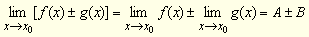 lim x→x₀ [f(x) ± g(x)] = lim x→x₀ f(x) ± lim x→x₀ g(x) = A ± B